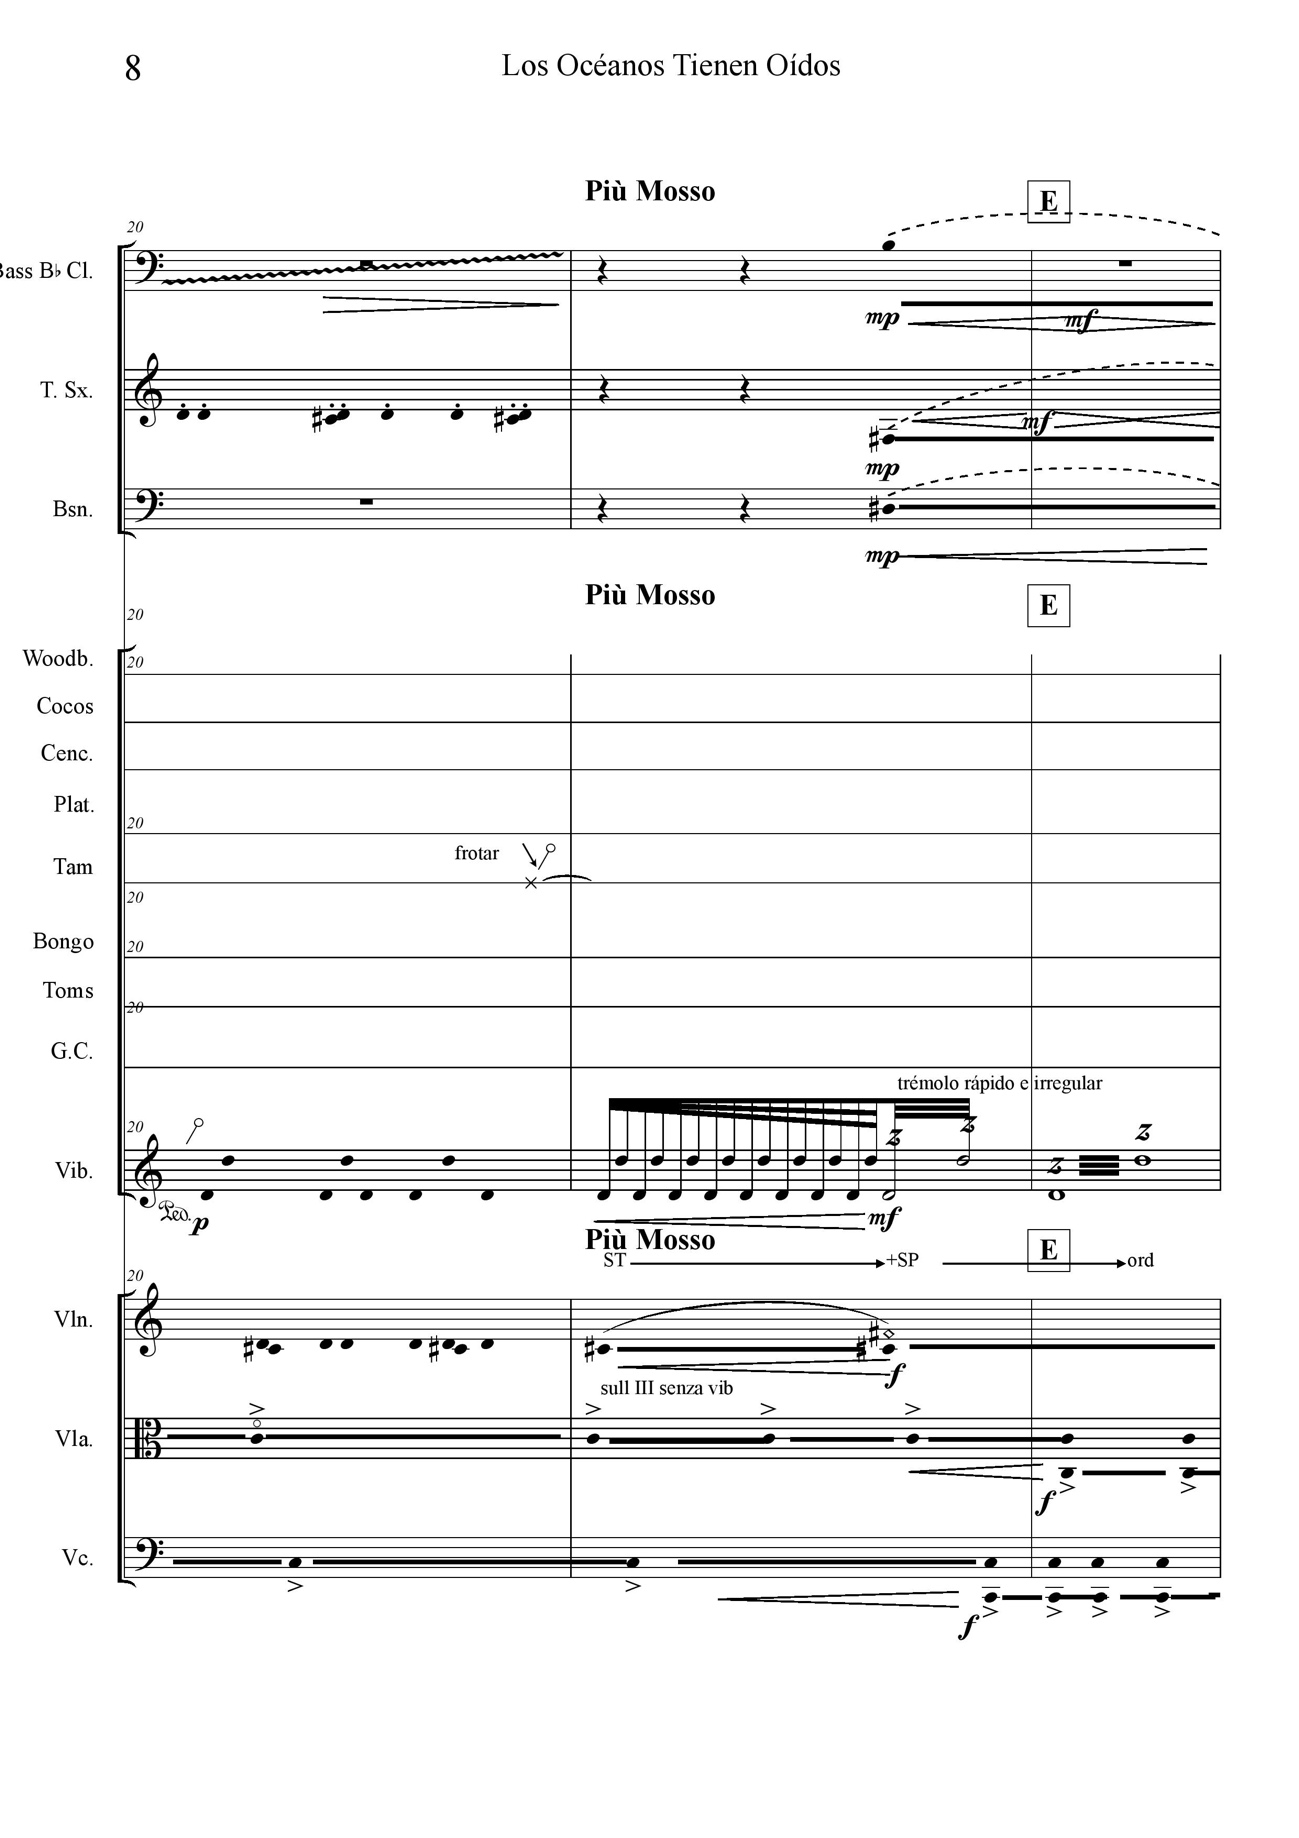 8
Los Océanos Tienen Oídos
Più Mosso
E
20
Bass B♭ Cl.
mp
mf
T. Sx.
mf
mp
Bsn.
mp
Più Mosso
E
20
Woodb.
20
Cocos
Cenc.
Plat.
20
frotar
Tam
20
Bongo
20
Toms
20
G.C.
trémolo rápido e irregular
20
z
z
z
z
Vib.
Ped.
p
mf
Più Mosso
E
ST
+SP
ord
20
Vln.
f
sull III senza vib
Vla.
f
Vc.
f